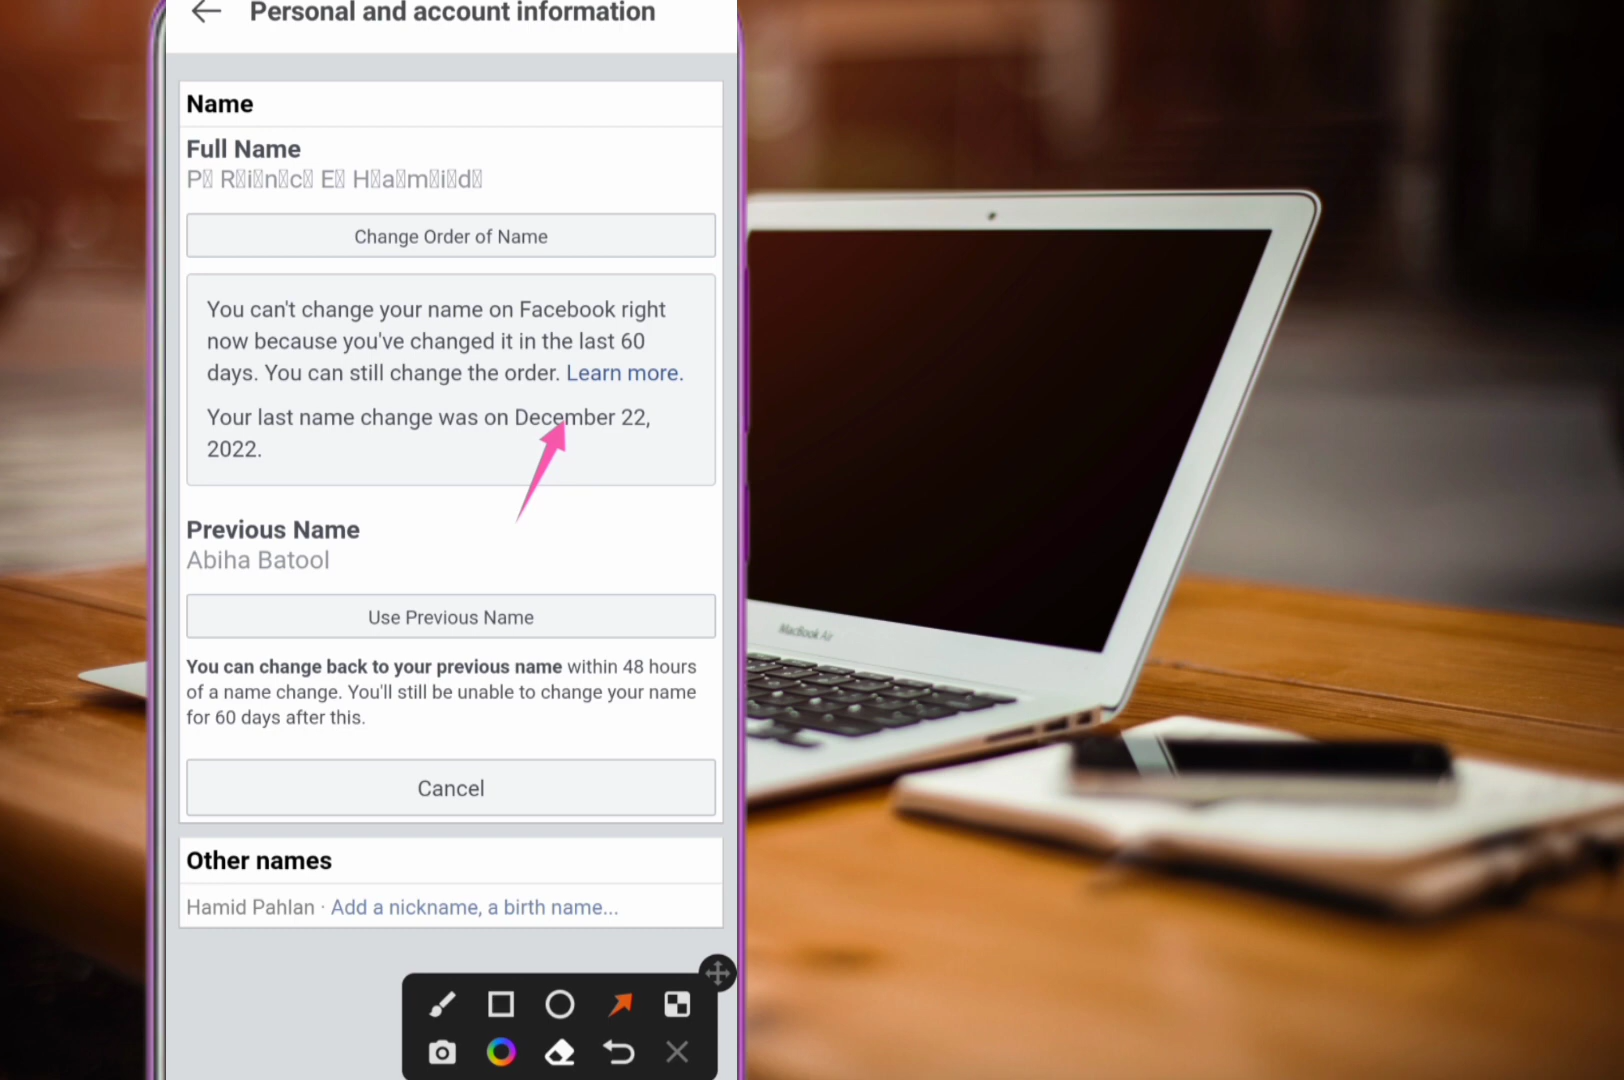 Personal and account information
Name
Full Name
Change Order of Name
You can't change your name on Facebook right
now because you've changed it in the last 60
days. You can still change the order. Learn more.
Your last name change was on December 22,
2022.
Previous Name
Abiha Batool
Use Previous Name
You can change back to your previous name within 48 hours
of a name change. You'll still be unable to change your name
for 60 days after this.
Cancel
Other names
Hamid Pahlan · Add a nickname, a birth name...
MacBook Air